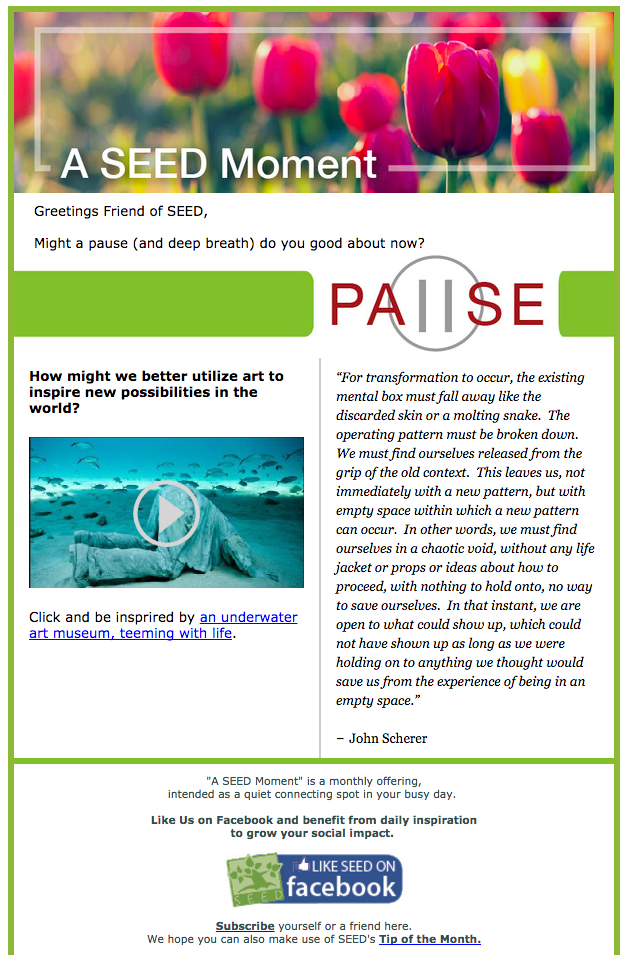 A SEED Moment
Greetings Friend of SEED,
Might a pause (and deep breath) do you good about now?
PA||SE
How might we better utilize art to
inspire new possibilities in the
world?
Click and be insprired by an underwater
art museum, teeming with life.
“For transformation to occur, the existing
mental box must fall away like the
discarded skin or a molting snake.  The
operating pattern must be broken down.
We must find ourselves released from the
grip of the old context.  This leaves us, not
immediately with a new pattern, but with
empty space within which a new pattern
can occur.  In other words, we must find
ourselves in a chaotic void, without any life
jacket or props or ideas about how to
proceed, with nothing to hold onto, no way
to save ourselves.  In that instant, we are
open to what could show up, which could
not have shown up as long as we were
holding on to anything we thought would
save us from the experience of being in an
empty space.”
– John Scherer
"A SEED Moment" is a monthly offering,
intended as a quiet connecting spot in your busy day.
Like Us on Facebook and benefit from daily inspiration
to grow your social impact.
SEED
LIKE SEED ON
facebook
Subscribe yourself or a friend here.
We hope you can also make use of SEED's Tip of the Month.